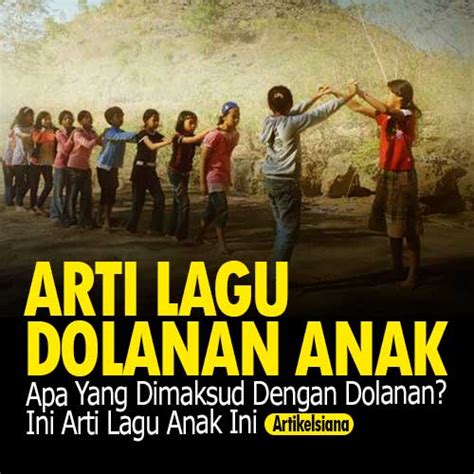 ARTI LAGU
DOLANAN ANAK
Apa Yang Dimaksud Dengan Dolanan?
Ini Arti Lagu Anak Ini Artikelsiana